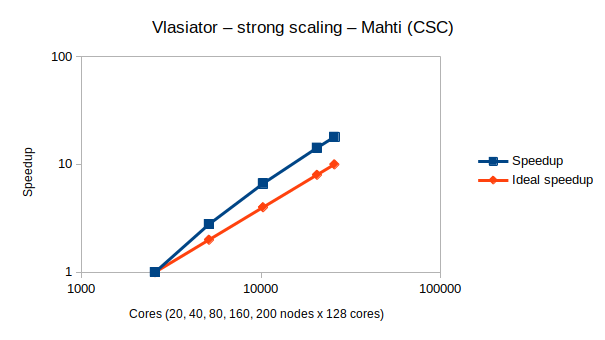 Vlasiator – strong scaling – Mahti (CSC)
100
10
1
Speedup
1000
10000
100000
Cores (20, 40, 80, 160, 200 nodes x 128 cores)
Speedup
Ideal speedup